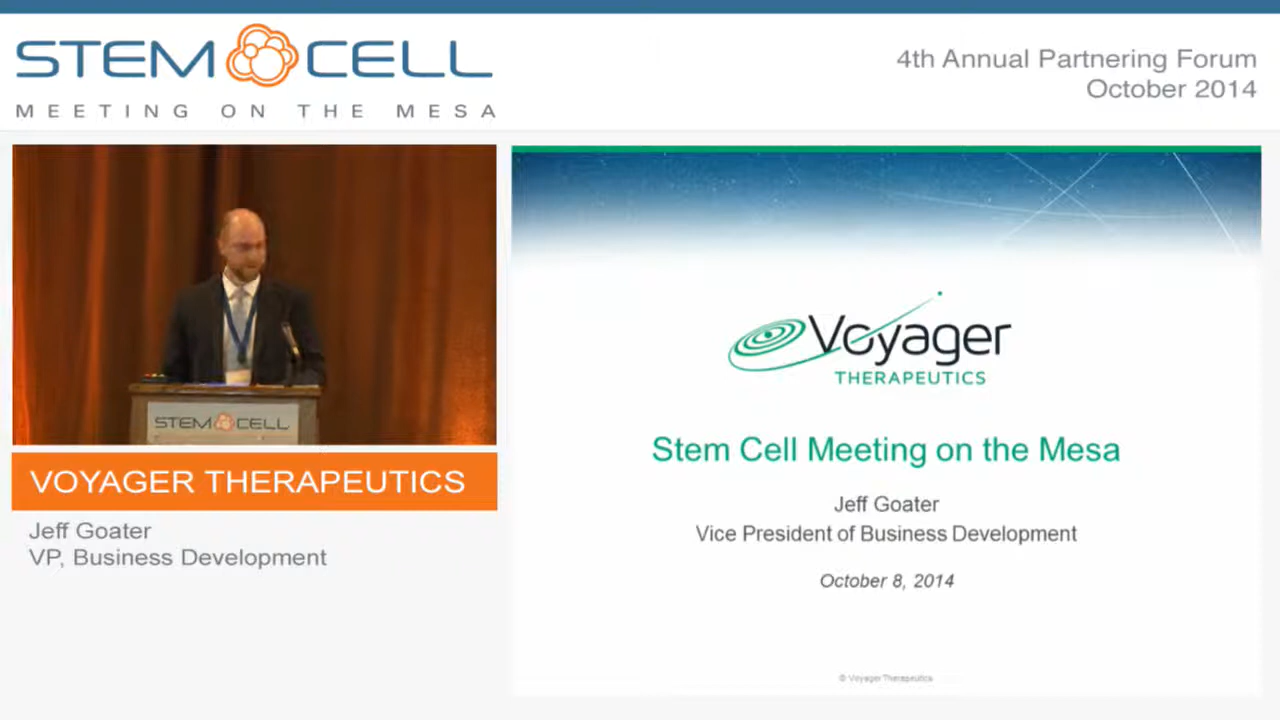 STEM CELL
MEETING ON THE MESA
4th Annual Partnering Forum
October 2014
STEM CELL
VOYAGER THERAPEUTICS
Jeff Goater
VP, Business Development
Voyager
THERAPEUTICS
Stem Cell Meeting on the Mesa
Jeff Goater
Vice President of Business Development
October 8, 2014
© Voyager Therapeutics